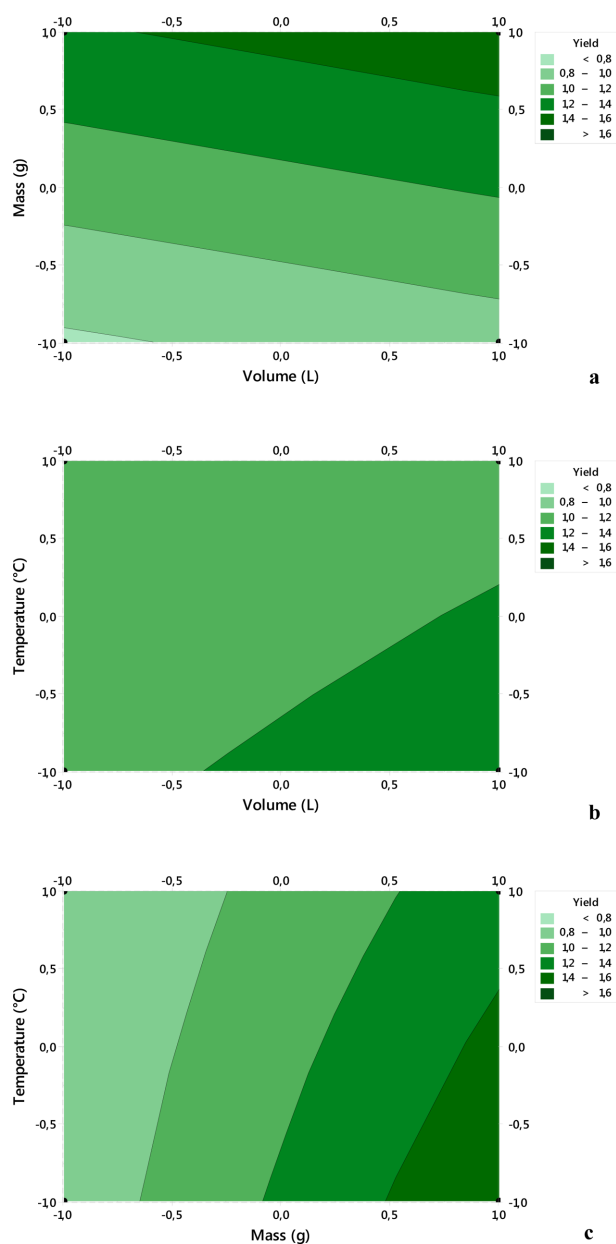 -1,0 -0,5 0,0 0,5 1,0
Yield
< 0,8
0,8 – 1,0
1,0 – 1,2
1,2 – 1,4
1,4 – 1,6
> 1,6
1,0 1,0
0,5 0,5
0,0 0,0
-0,5 -0,5
-1,0 -1,0
Mass (g)
-1,0 -0,5 0,0 0,5 1,0
Volume (L)
a
-1,0 -0,5 0,0 0,5 1,0
Yield
< 0,8
0,8 – 1,0
1,0 – 1,2
1,2 – 1,4
1,4 – 1,6
> 1,6
1,0 1,0
0,5 0,5
0,0 0,0
-0,5 -0,5
-1,0 -1,0
Temperature (°C)
-1,0 -0,5 0,0 0,5 1,0
Volume (L)
b
-1,0 -0,5 0,0 0,5 1,0
Yield
< 0,8
0,8 – 1,0
1,0 – 1,2
1,2 – 1,4
1,4 – 1,6
> 1,6
1,0 1,0
0,5 0,5
0,0 0,0
-0,5 -0,5
-1,0 -1,0
Temperature (°C)
-1,0 -0,5 0,0 0,5 1,0
Mass (g)
c